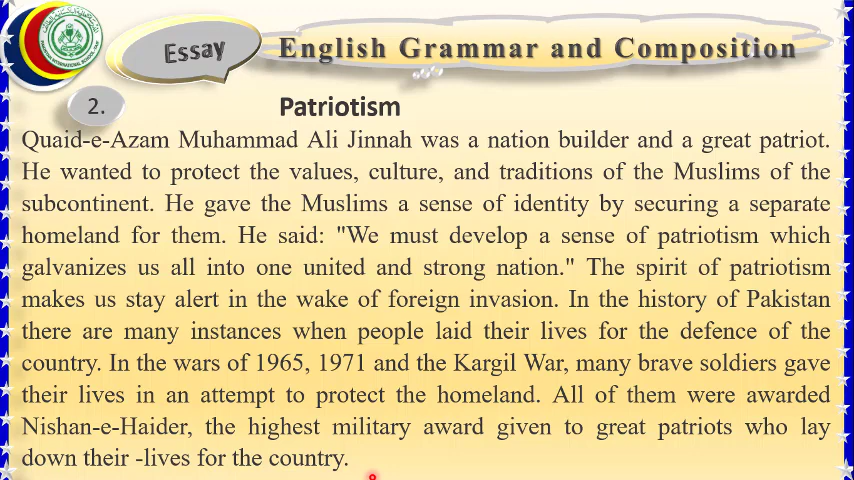 Essay
English Grammar and Composition
2.
Patriotism
Quaid-e-Azam Muhammad Ali Jinnah was a nation builder and a great patriot.
He wanted to protect the values, culture, and traditions of the Muslims of the
subcontinent. He gave the Muslims a sense of identity by securing a separate
homeland for them. He said: "We must develop a sense of patriotism which
galvanizes us all into one united and strong nation." The spirit of patriotism
makes us stay alert in the wake of foreign invasion. In the history of Pakistan
there are many instances when people laid their lives for the defence of the
country. In the wars of 1965, 1971 and the Kargil War, many brave soldiers gave
their lives in an attempt to protect the homeland. All of them were awarded
Nishan-e-Haider, the highest military award given to great patriots who lay
down their -lives for the country.